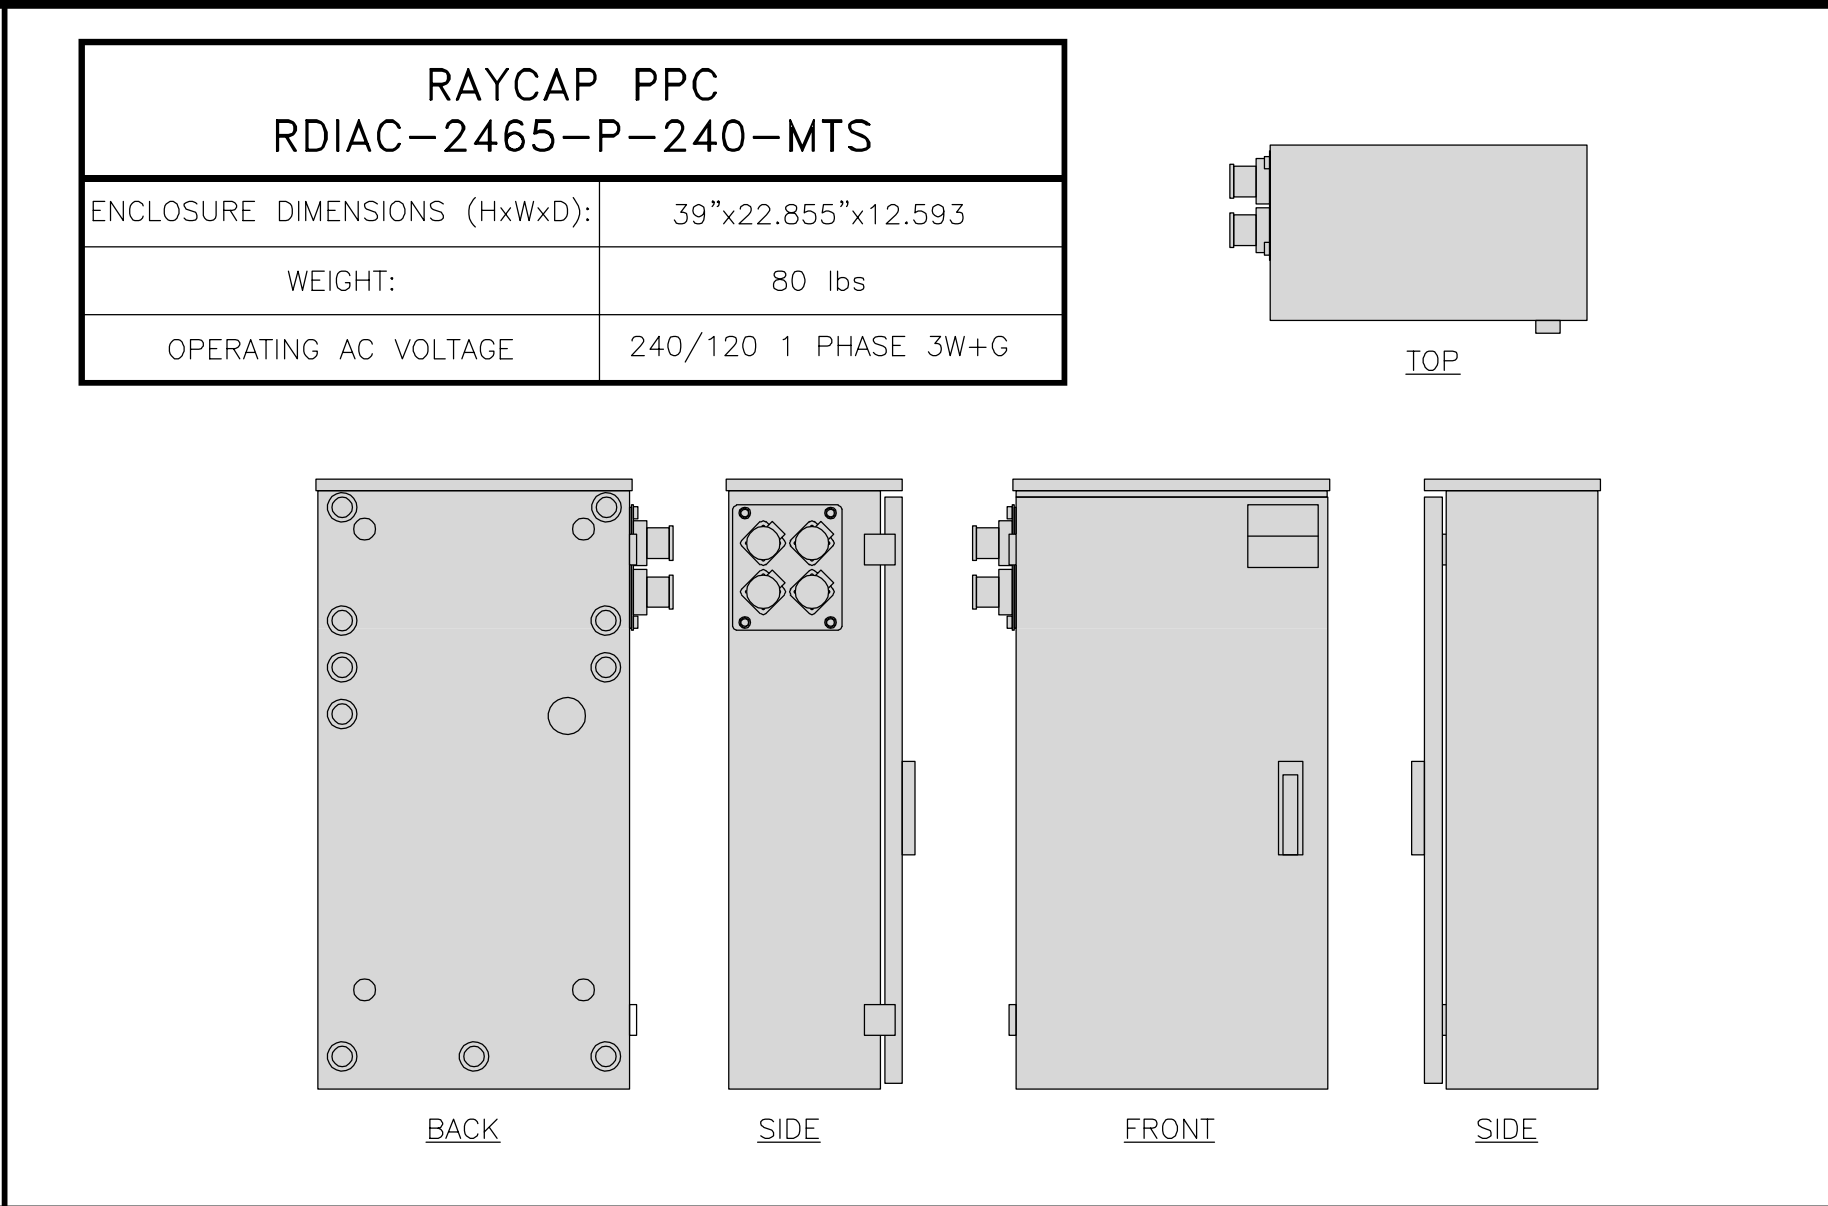 RAYCAP PPC
RDIAC-2465-P-240-MTS
ENCLOSURE DIMENSIONS (HxWxD): 39"x22.855"x12.593
WEIGHT: 80 lbs
OPERATING AC VOLTAGE 240/120 1 PHASE 3W+G
TOP
BACK SIDE FRONT SIDE